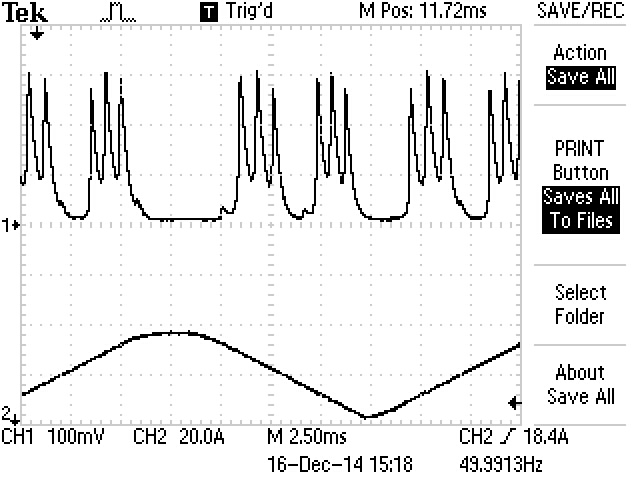 Tek T Trig'd M Pos: 11.72ms SAVE/REC
Action
Save All
PRINT
Button
Saves All
To Files
Select
Folder
About
Save All
1
2
CH1 100mV CH2 20.0A M 2.50ms CH2 18.4A
16-Dec-14 15:18 49.9913Hz